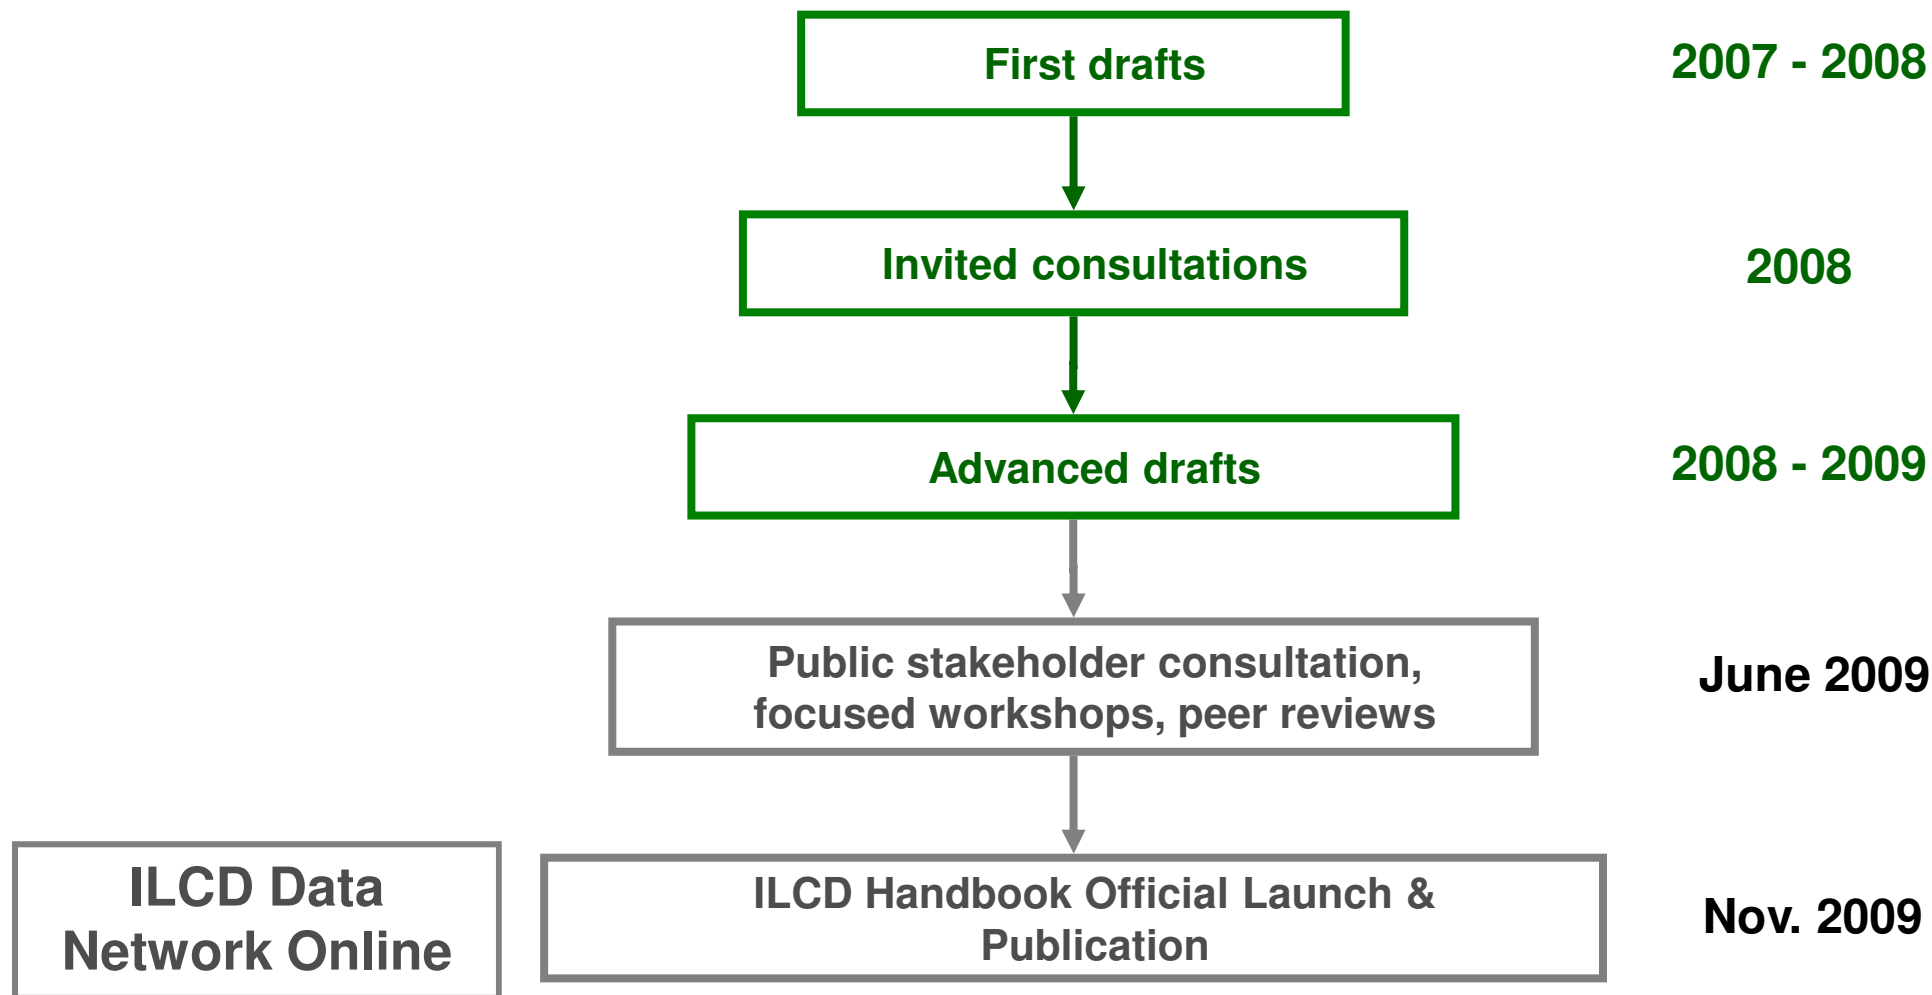 First drafts
2007 - 2008
Invited consultations
2008
Advanced drafts
2008 - 2009
Public stakeholder consultation,
focused workshops, peer reviews
June 2009
ILCD Data
Network Online
ILCD Handbook Official Launch &
Publication
Nov. 2009